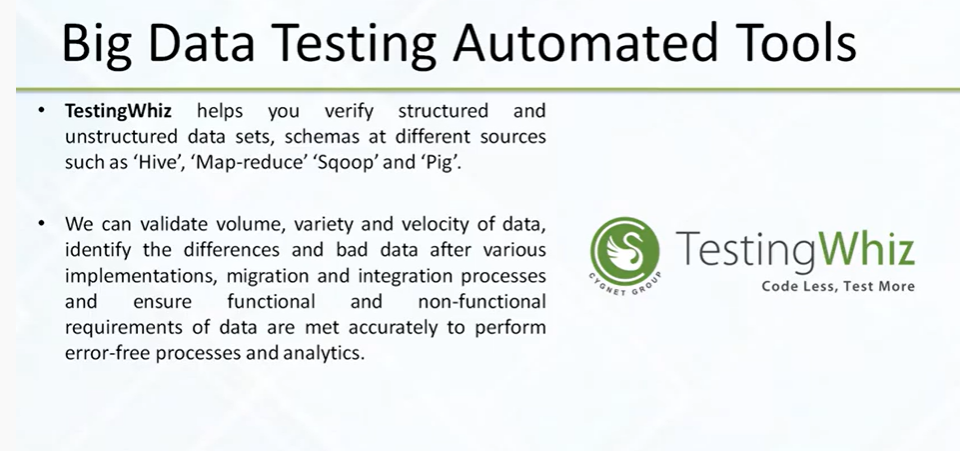 Big Data Testing Automated Tools
• TestingWhiz helps you verify structured and
unstructured data sets, schemas at different sources
such as ‘Hive’, ‘Map-reduce’ ‘Sqoop’ and ‘Pig’.
• We can validate volume, variety and velocity of data,
identify the differences and bad data after various
implementations, migration and integration processes
and ensure functional and non-functional
requirements of data are met accurately to perform
error-free processes and analytics.
CYGNET GROUP
TestingWhiz
Code Less, Test More